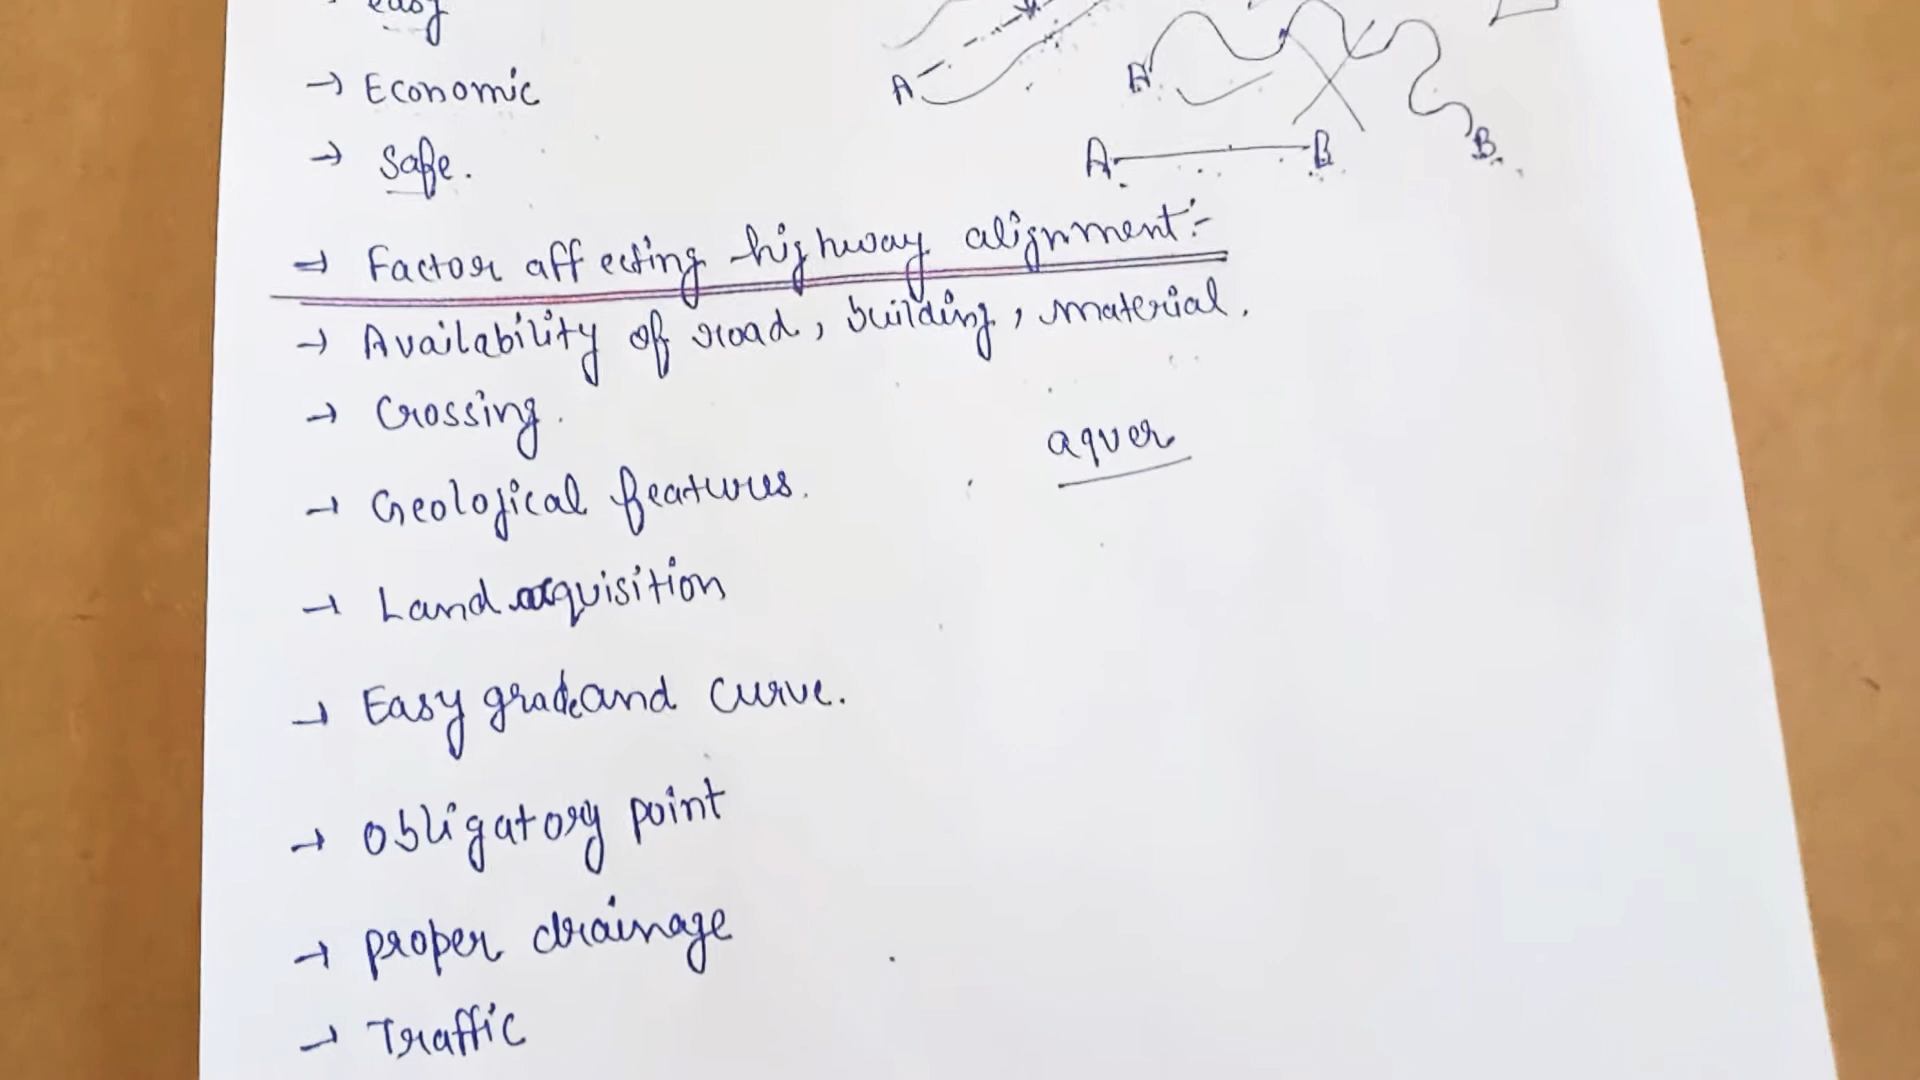 easy
→ Economic
→ Safe.
A
A
B
A
B
⇒ Factor affecting highway alignment:-
→ Availability of road, building, material.
→ Crossing.
aquer
→ Geological features.
→ Land acquisition
→ Easy grade and curve.
→ Obligatory point
→ proper drainage
→ Traffic